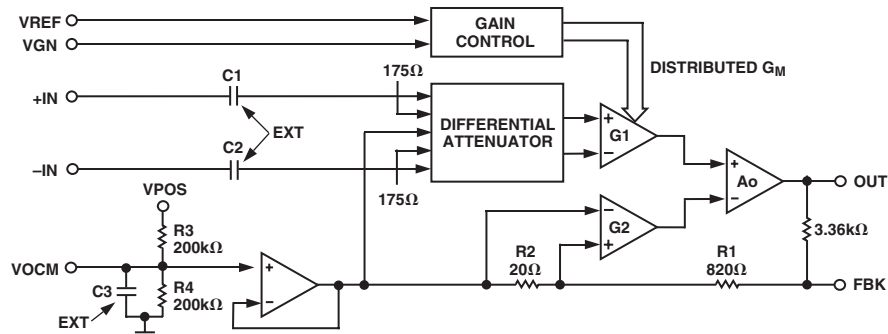 VREF
VGN
GAIN
CONTROL
DISTRIBUTED GM
175Ω
C1
+IN
EXT
C2
–IN
DIFFERENTIAL
ATTENUATOR
175Ω
+
G1
–
+
Ao
–
OUT
VPOS
R3
200kΩ
VOCM
C3
R4
200kΩ
EXT
+
–
–
G2
+
R2
20Ω
R1
820Ω
3.36kΩ
FBK